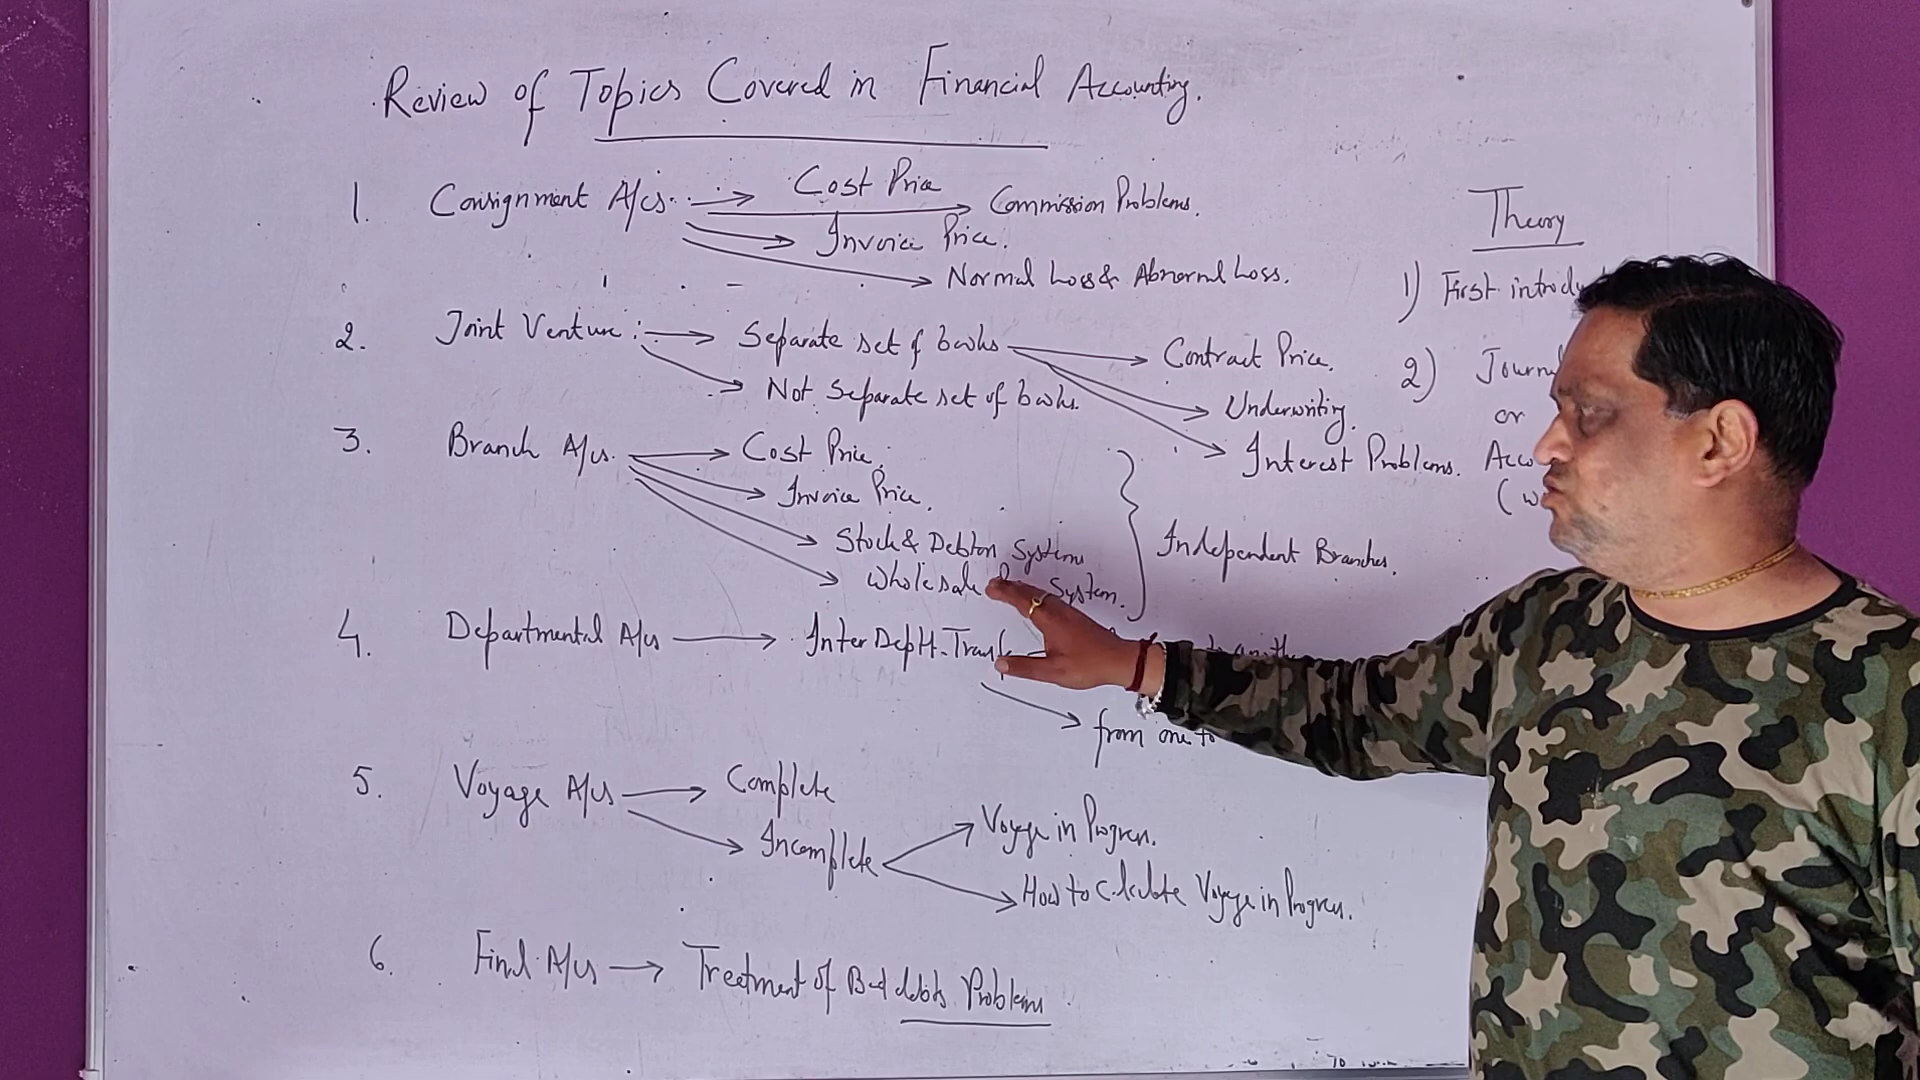 Review of Topics Covered in Financial Accounting.
Theory
1. Consignment A/cs. → Cost Price
→ Commission Problems.
→ Invoice Price.
→ Normal Loss & Abnormal Loss.
1) First
2. Joint Venture: → Separate set of books → Contract Price.
→ Not Separate set of books.
→ Underwriting.
→ Interest Problems.
2)
or
3. Branch A/cs. → Cost Price.
→ Invoice Price.
→ Stock & Debtors System
→ Wholesale System.
} Independent Branches.
4. Departmental A/cs → Inter Deptt.
→ from one to
5. Voyage A/cs → Complete
→ Incomplete → Voyage in Progress.
→ How to Calculate Voyage in Progress.
6. Final A/cs → Treatment of Bad debts Problems